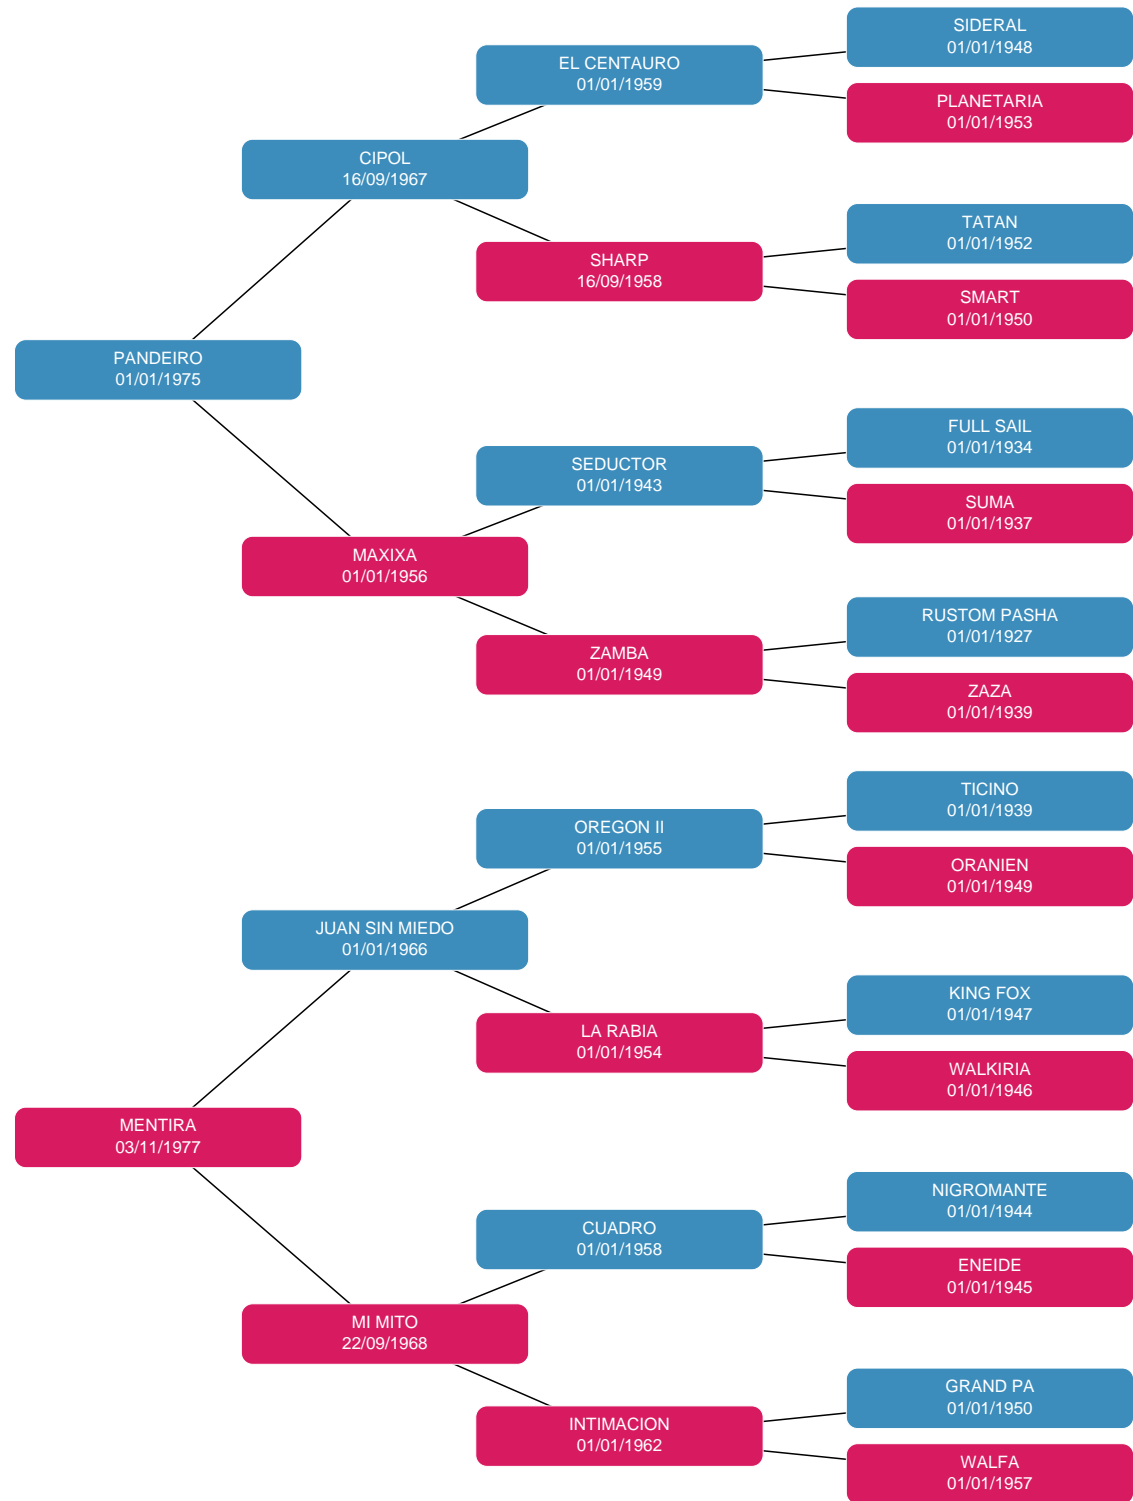 SIDERAL
01/01/1948
EL CENTAURO
01/01/1959
PLANETARIA
01/01/1953
CIPOL
16/09/1967
TATAN
01/01/1952
SHARP
16/09/1958
SMART
01/01/1950
PANDEIRO
01/01/1975
FULL SAIL
01/01/1934
SEDUCTOR
01/01/1943
SUMA
01/01/1937
MAXIXA
01/01/1956
RUSTOM PASHA
01/01/1927
ZAMBA
01/01/1949
ZAZA
01/01/1939
TICINO
01/01/1939
OREGON II
01/01/1955
ORANIEN
01/01/1949
JUAN SIN MIEDO
01/01/1966
KING FOX
01/01/1947
LA RABIA
01/01/1954
WALKIRIA
01/01/1946
MENTIRA
03/11/1977
NIGROMANTE
01/01/1944
CUADRO
01/01/1958
ENEIDE
01/01/1945
MI MITO
22/09/1968
GRAND PA
01/01/1950
INTIMACION
01/01/1962
WALFA
01/01/1957